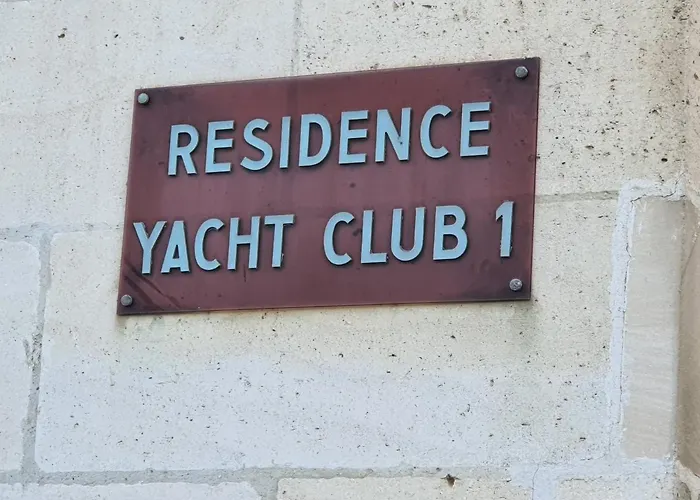 RESIDENCE
YACHT CLUB 1